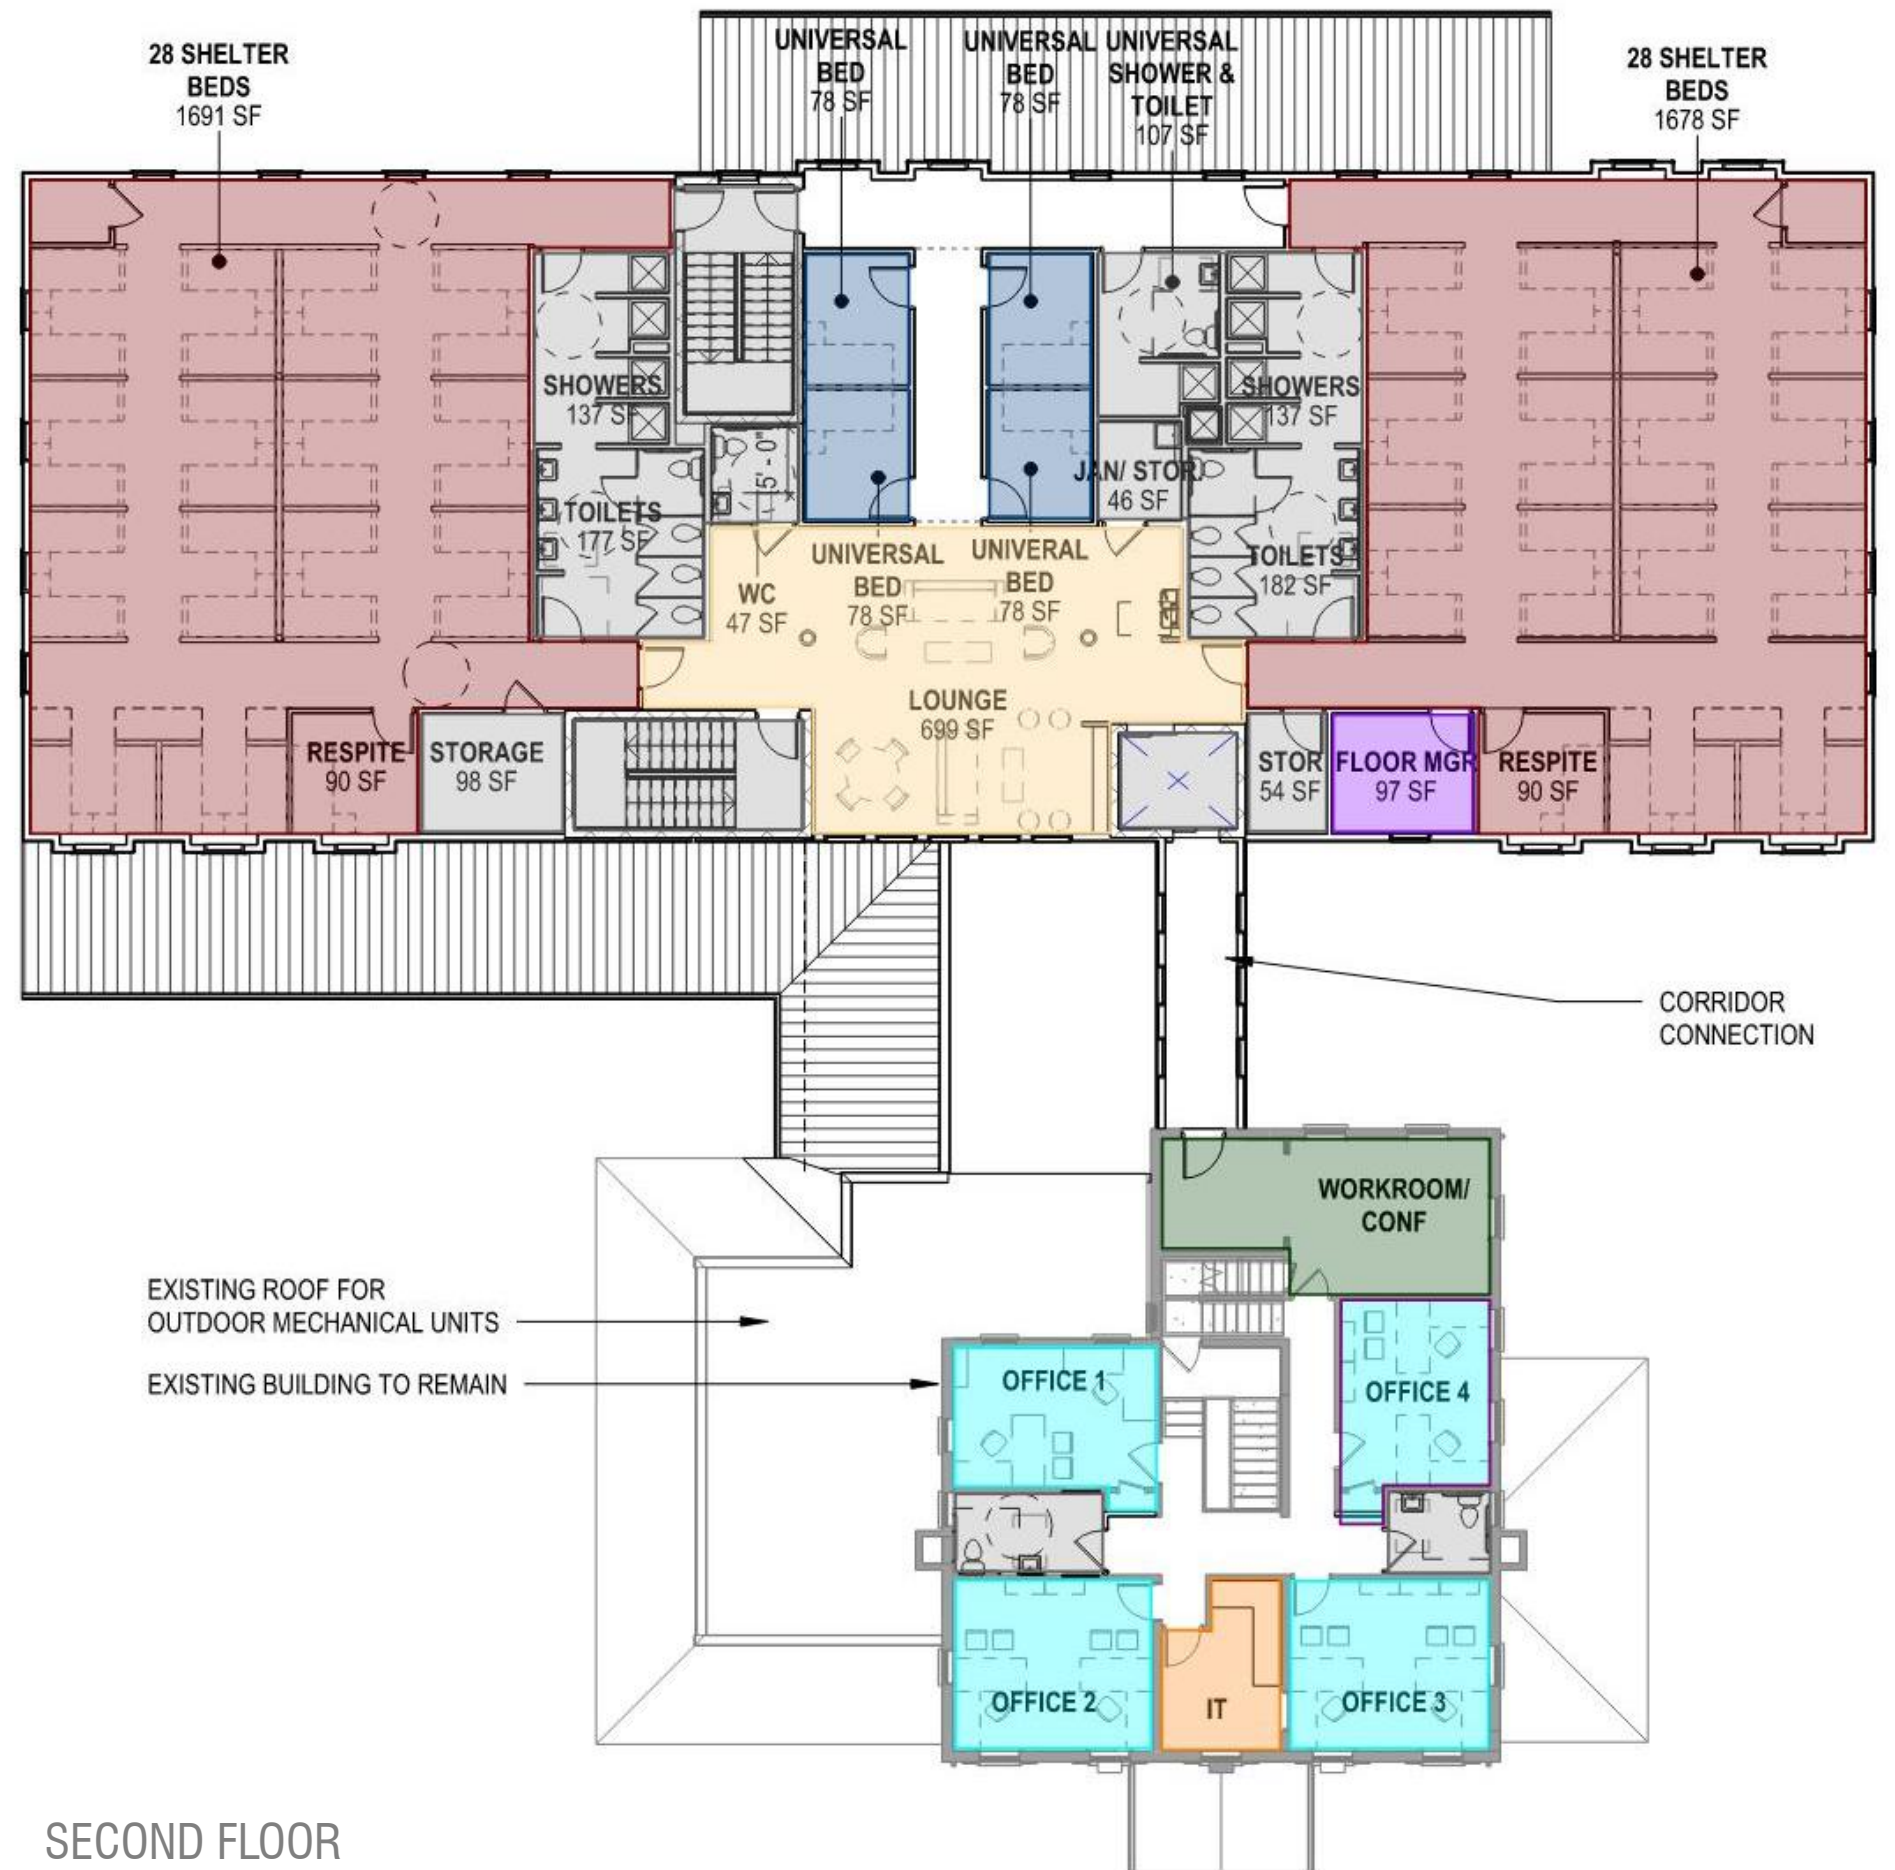 28 SHELTER
BEDS
1691 SF
UNIVERSAL
BED
78 SF
UNIVERSAL
BED
78 SF
UNIVERSAL
SHOWER &
TOILET
107 SF
28 SHELTER
BEDS
1678 SF
SHOWERS
137 SF
SHOWERS
137 SF
5' - 0"
JAN/ STOR.
46 SF
TOILETS
177 SF
TOILETS
182 SF
WC
47 SF
UNIVERSAL
BED
78 SF
UNIVERAL
BED
78 SF
LOUNGE
699 SF
RESPITE
90 SF
STORAGE
98 SF
STOR
54 SF
FLOOR MGR
97 SF
RESPITE
90 SF
CORRIDOR
CONNECTION
WORKROOM/
CONF
EXISTING ROOF FOR
OUTDOOR MECHANICAL UNITS
EXISTING BUILDING TO REMAIN
OFFICE 1
OFFICE 4
OFFICE 2
IT
OFFICE 3
SECOND FLOOR